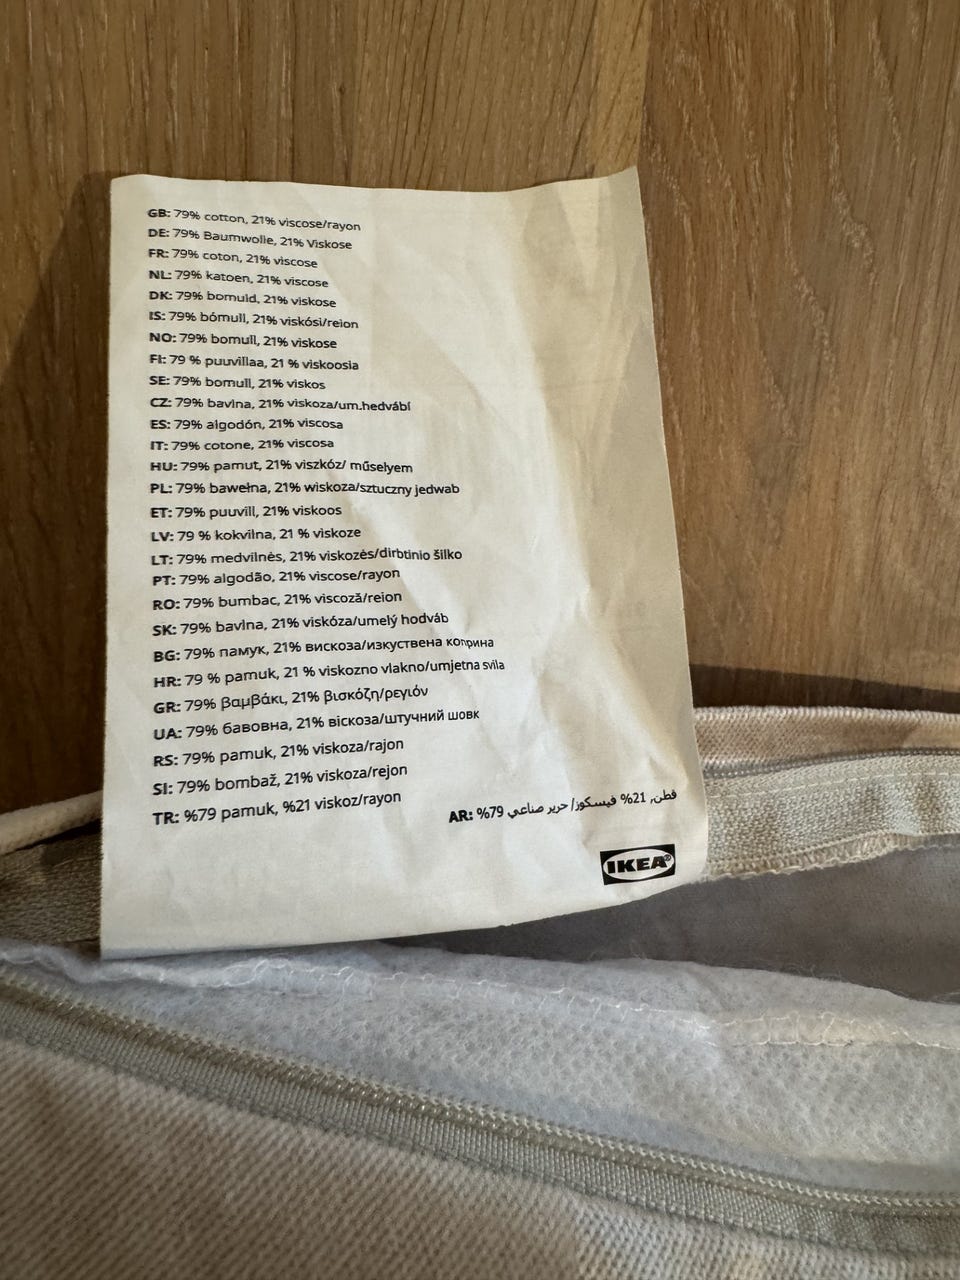 GB: 79% cotton, 21% viscose/rayon
DE: 79% Baumwolle, 21% Viskose
FR: 79% coton, 21% viscose
NL: 79% katoen, 21% viscose
DK: 79% bomuld, 21% viskose
IS: 79% bómull, 21% viskósi/reion
NO: 79% bomull, 21% viskose
FI: 79 % puuvillaa, 21 % viskoosia
SE: 79% bomull, 21% viskos
CZ: 79% bavlna, 21% viskoza/um.hedvábí
ES: 79% algodón, 21% viscosa
IT: 79% cotone, 21% viscosa
HU: 79% pamut, 21% viszkóz/ műselyem
PL: 79% bawełna, 21% wiskoza/sztuczny jedwab
ET: 79% puuvill, 21% viskoos
LV: 79 % kokvilna, 21 % viskoze
LT: 79% medvilnės, 21% viskozės/dirbtinio šilko
PT: 79% algodão, 21% viscose/rayon
RO: 79% bumbac, 21% viscoză/reion
SK: 79% bavlna, 21% viskóza/umelý hodváb
BG: 79% памук, 21% вискоза/изкуствена коприна
HR: 79 % pamuk, 21 % viskozno vlakno/umjetna svila
GR: 79% βαμβάκι, 21% βισκόζη/ρεγιόν
UA: 79% бавовна, 21% віскоза/штучний шовк
RS: 79% pamuk, 21% viskoza/rajon
SI: 79% bombaž, 21% viskoza/rejon
TR: %79 pamuk, %21 viskoz/rayon
AR: %79 قطن, 21% فيسكوز/ حرير صناعي
IKEA®